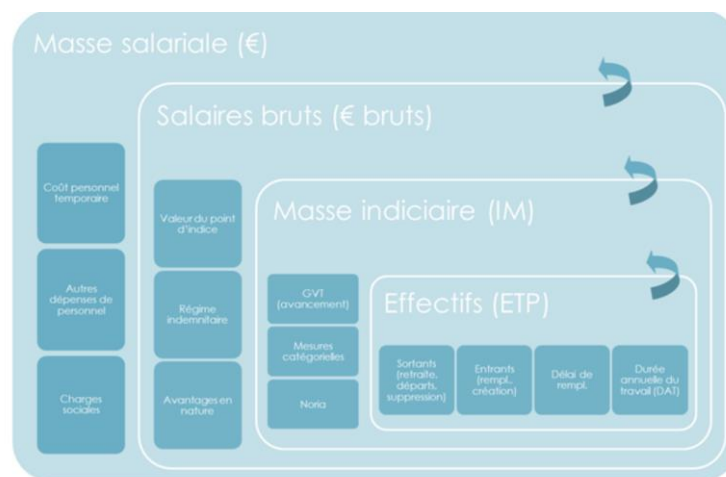 Masse salariale (€)
Coût personnel
temporaire
Autres
dépenses de
personnel
Charges
sociales
Salaires bruts (€ bruts)
Valeur du point
d'indice
Régime
indemnitaire
Avantages en
nature
Masse indiciaire (IM)
GVT
(avancement)
Mesures
catégorielles
Noria
Effectifs (ETP)
Sortants
(retraite,
départs,
suppression)
Entrants
(rempl.,
création)
Délai de
rempl.
Durée
annuelle du
travail (DAT)